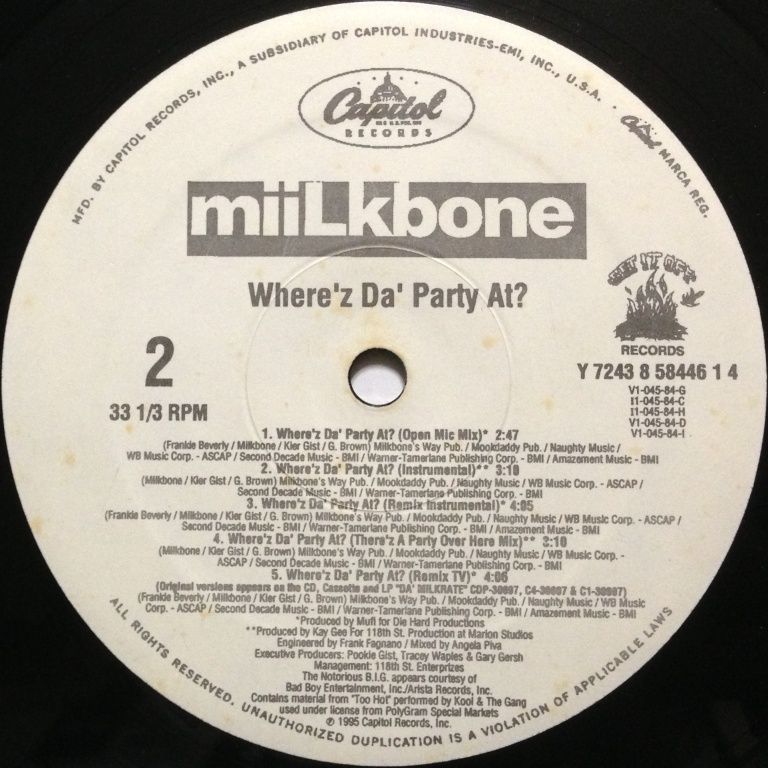 MFD. BY CAPITOL RECORDS, INC., A SUBSIDIARY OF CAPITOL INDUSTRIES-EMI, INC., U.S.A. · Capitol MARCA REG.
Capitol
RECORDS
miiLkbone
Where'z Da' Party At?
GET IT OFF
RECORDS
2
33 1/3 RPM
Y 7243 8 58446 1 4
V1-045-84-G
I1-045-84-C
I1-045-84-H
V1-045-84-D
V1-045-84-I
1. Where'z Da' Party At? (Open Mic Mix)* 2:47
(Frankie Beverly / Milkbone / Kier Gist / G. Brown) Milkbone's Way Pub. / Mookdaddy Pub. / Naughty Music /
WB Music Corp. - ASCAP / Second Decade Music - BMI / Warner-Tamerlane Publishing Corp. - BMI / Amazement Music - BMI
2. Where'z Da' Party At? (Instrumental)** 3:10
(Milkbone / Kier Gist / G. Brown) Milkbone's Way Pub. / Mookdaddy Pub. / Naughty Music / WB Music Corp. - ASCAP /
Second Decade Music - BMI / Warner-Tamerlane Publishing Corp. - BMI
3. Where'z Da' Party At? (Remix Instrumental)* 4:05
(Frankie Beverly / Milkbone / Kier Gist / G. Brown) Milkbone's Way Pub. / Mookdaddy Pub. / Naughty Music / WB Music Corp. - ASCAP /
Second Decade Music - BMI / Warner-Tamerlane Publishing Corp. - BMI / Amazement Music - BMI
4. Where'z Da' Party At? (There'z A Party Over Here Mix)** 3:10
(Milkbone / Kier Gist / G. Brown) Milkbone's Way Pub. / Mookdaddy Pub. / Naughty Music / WB Music Corp. -
ASCAP / Second Decade Music - BMI / Warner-Tamerlane Publishing Corp. - BMI
5. Where'z Da' Party At? (Remix TV)* 4:06
(Original versions appears on the CD, Cassette and LP "DA' MILKRATE" CDP-30097, C4-30097 & C1-30097)
(Frankie Beverly / Milkbone / Kier Gist / G. Brown) Milkbone's Way Pub. / Mookdaddy Pub. / Naughty Music / WB Music
Corp. - ASCAP / Second Decade Music - BMI / Warner-Tamerlane Publishing Corp. - BMI / Amazement Music - BMI
*Produced by Mufi for Die Hard Productions
**Produced by Kay Gee For 118th St. Production at Marion Studios
Engineered by Frank Fagnano / Mixed by Angela Piva
Executive Producers: Pookie Gist, Tracey Waples & Gary Gersh
Management: 118th St. Enterprizes
The Notorious B.I.G. appears courtesy of
Bad Boy Entertainment, Inc./Arista Records, Inc.
Contains material from "Too Hot" performed by Kool & The Gang
used under license from PolyGram Special Markets
℗ 1995 Capitol Records, Inc.
ALL RIGHTS RESERVED. UNAUTHORIZED DUPLICATION IS A VIOLATION OF APPLICABLE LAWS